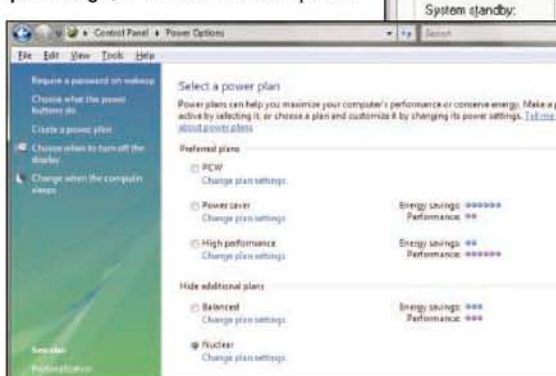 System standby:
Control Panel ▸ Power Options
Search
File Edit View Tools Help
Require a password on wakeup
Choose what the power
buttons do
Create a power plan
Choose when to turn off the
display
Change when the computer
sleeps
See also
Personalization
Select a power plan
Power plans can help you maximize your computer's performance or conserve energy. Make a
active by selecting it, or choose a plan and customize it by changing its power settings. Tell me
about power plans
Preferred plans
PCW
Change plan settings
Power saver Energy savings:
Change plan settings Performance:
High performance Energy savings:
Change plan settings Performance:
Hide additional plans
Balanced Energy savings:
Change plan settings Performance:
Nuclear
Change plan settings